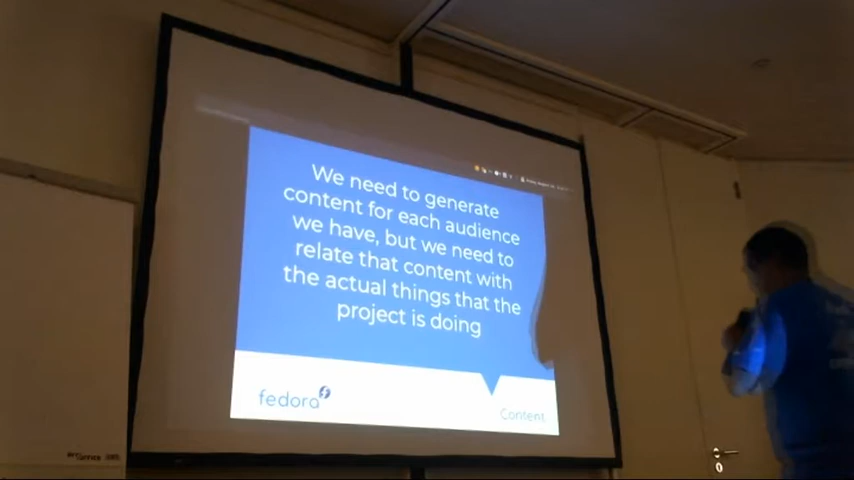 We need to generate
content for each audience
we have, but we need to
relate that content with
the actual things that the
project is doing
fedora
Content